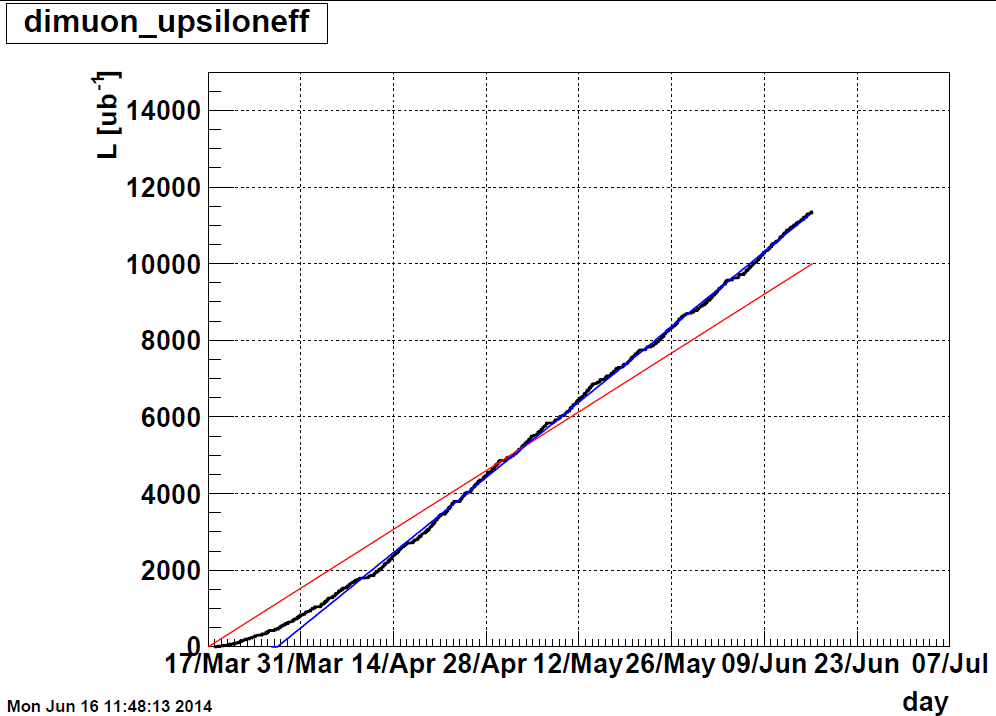 dimuon_upsiloneff
L [ub⁻¹]
14000
12000
10000
8000
6000
4000
2000
0
17/Mar 31/Mar 14/Apr 28/Apr 12/May 26/May 09/Jun 23/Jun 07/Jul
day
Mon Jun 16 11:48:13 2014